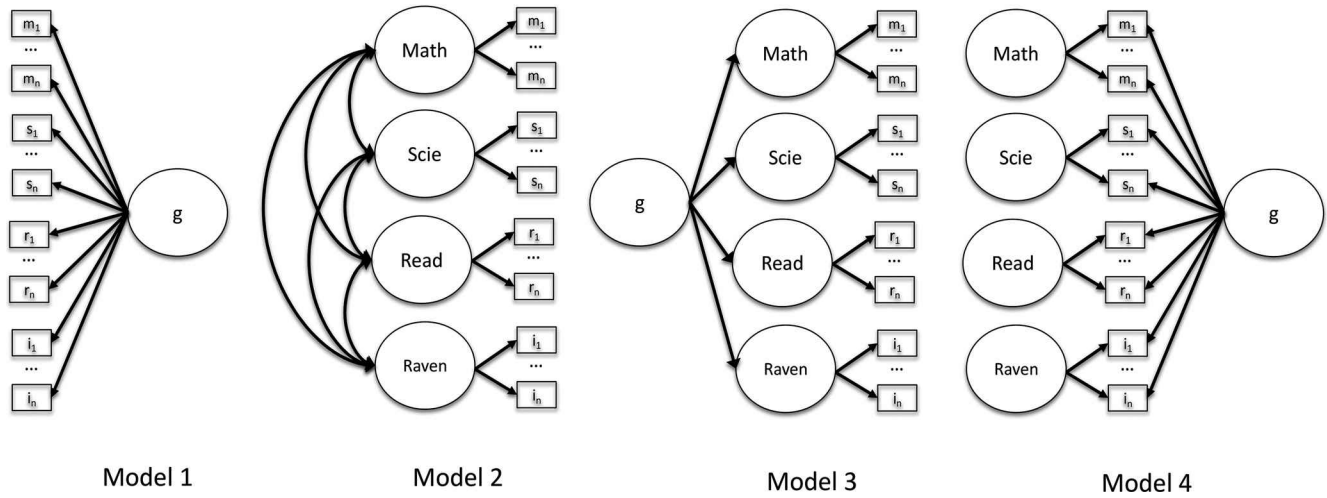 m₁
...
mₙ
s₁
...
sₙ
r₁
...
rₙ
i₁
...
iₙ
g
Model 1
Math
Scie
Read
Raven
m₁
...
mₙ
s₁
...
sₙ
r₁
...
rₙ
i₁
...
iₙ
Model 2
g
Math
Scie
Read
Raven
m₁
...
mₙ
s₁
...
sₙ
r₁
...
rₙ
i₁
...
iₙ
Model 3
Math
Scie
Read
Raven
m₁
...
mₙ
s₁
...
sₙ
r₁
...
rₙ
i₁
...
iₙ
g
Model 4